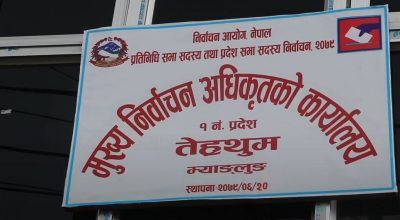 निर्वाचन आयोग, नेपाल
प्रतिनिधि सभा सदस्य तथा प्रदेश सभा सदस्य निर्वाचन, २०७९
मुख्य निर्वाचन अधिकृतको कार्यालय
१ नं. प्रदेश
तेह्रथुम
म्याङलुङ
स्थापना २०७९/०६/२०